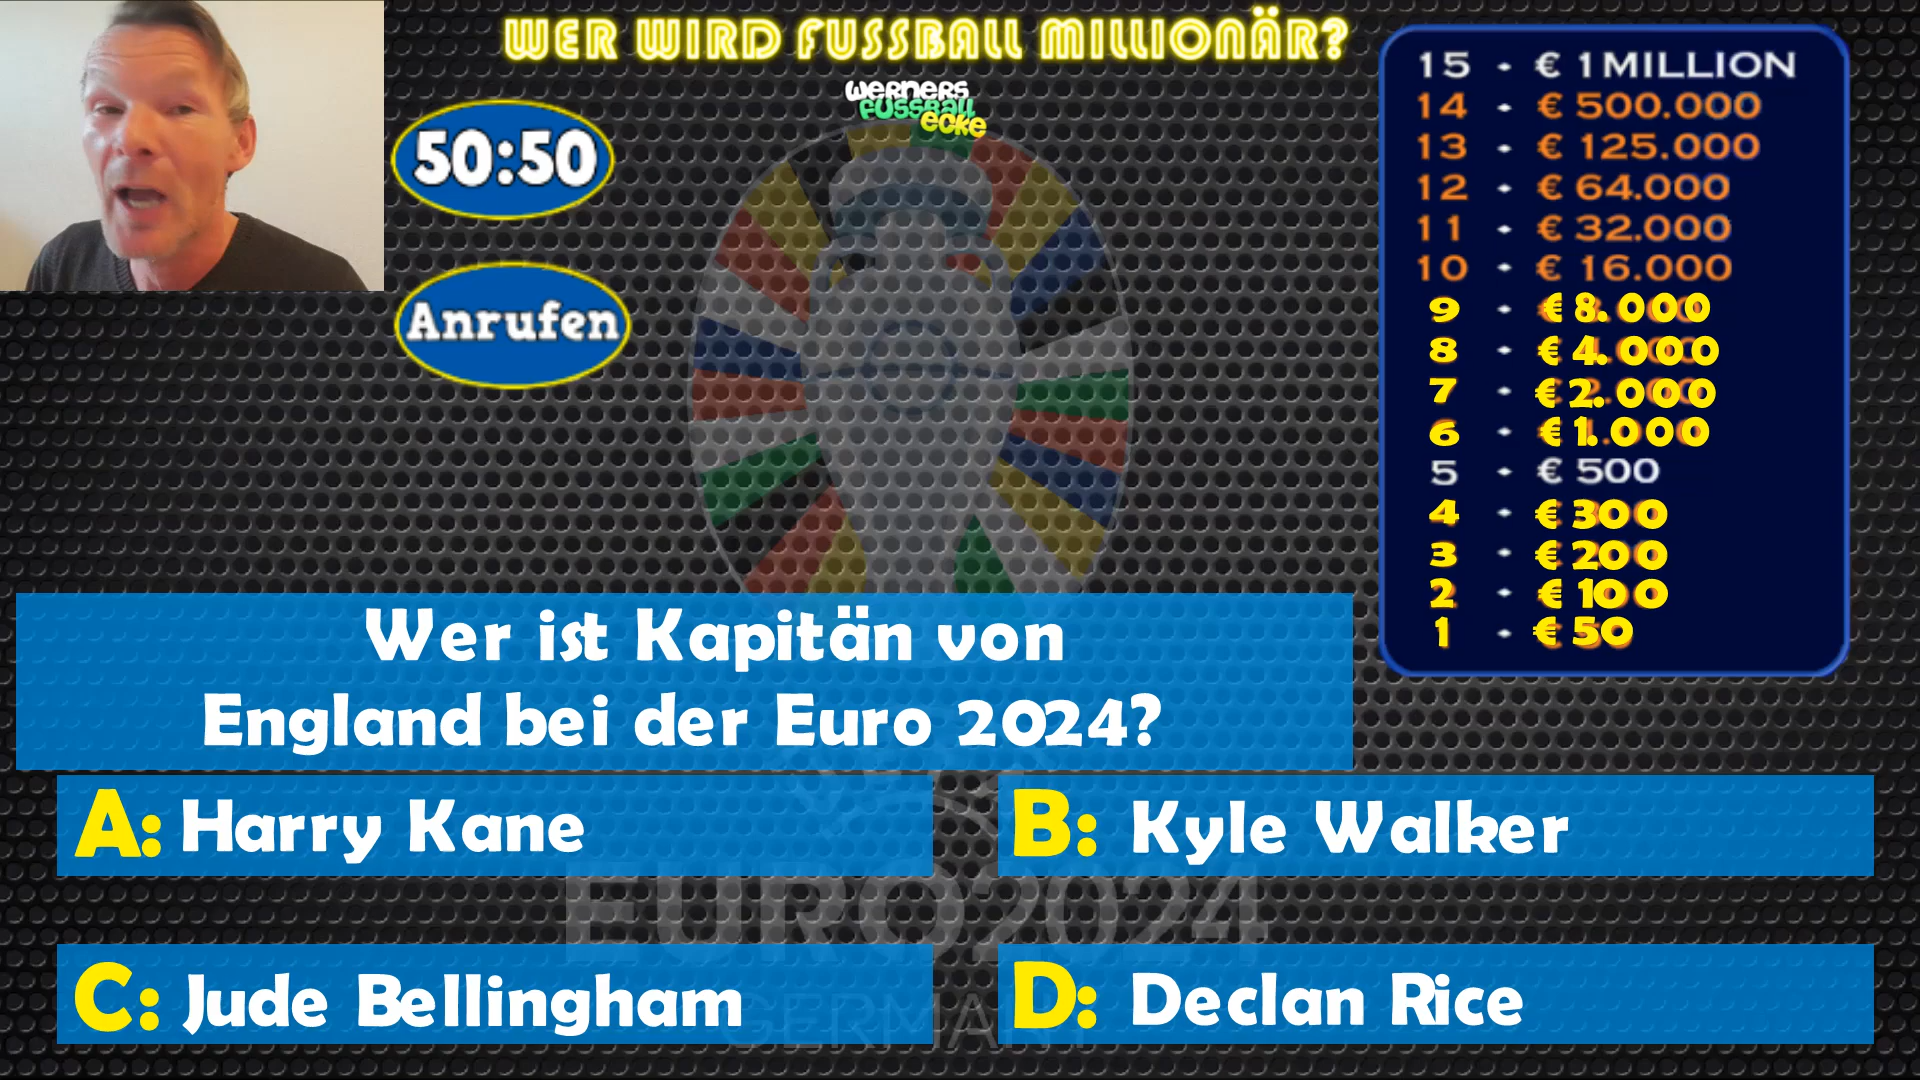 WER WIRD FUSSBALL MILLIONÄR?
werners
fussball
ecke
50:50
Anrufen
15 • € 1 MILLION
14 • € 500.000
13 • € 125.000
12 • € 64.000
11 • € 32.000
10 • € 16.000
9 • € 8.000
8 • € 4.000
7 • € 2.000
6 • € 1.000
5 • € 500
4 • € 300
3 • € 200
2 • € 100
1 • € 50
Wer ist Kapitän von
England bei der Euro 2024?
A: Harry Kane
B: Kyle Walker
EURO2024
C: Jude Bellingham
D: Declan Rice
GERMANY